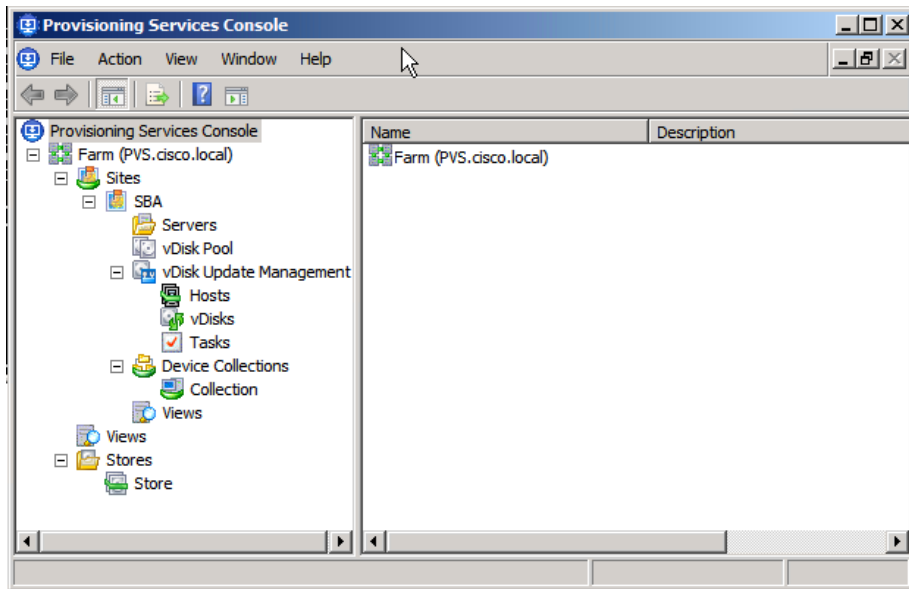 Provisioning Services Console
File Action View Window Help
Provisioning Services Console
Farm (PVS.cisco.local)
Sites
SBA
Servers
vDisk Pool
vDisk Update Management
Hosts
vDisks
Tasks
Device Collections
Collection
Views
Views
Stores
Store
Name Description
Farm (PVS.cisco.local)